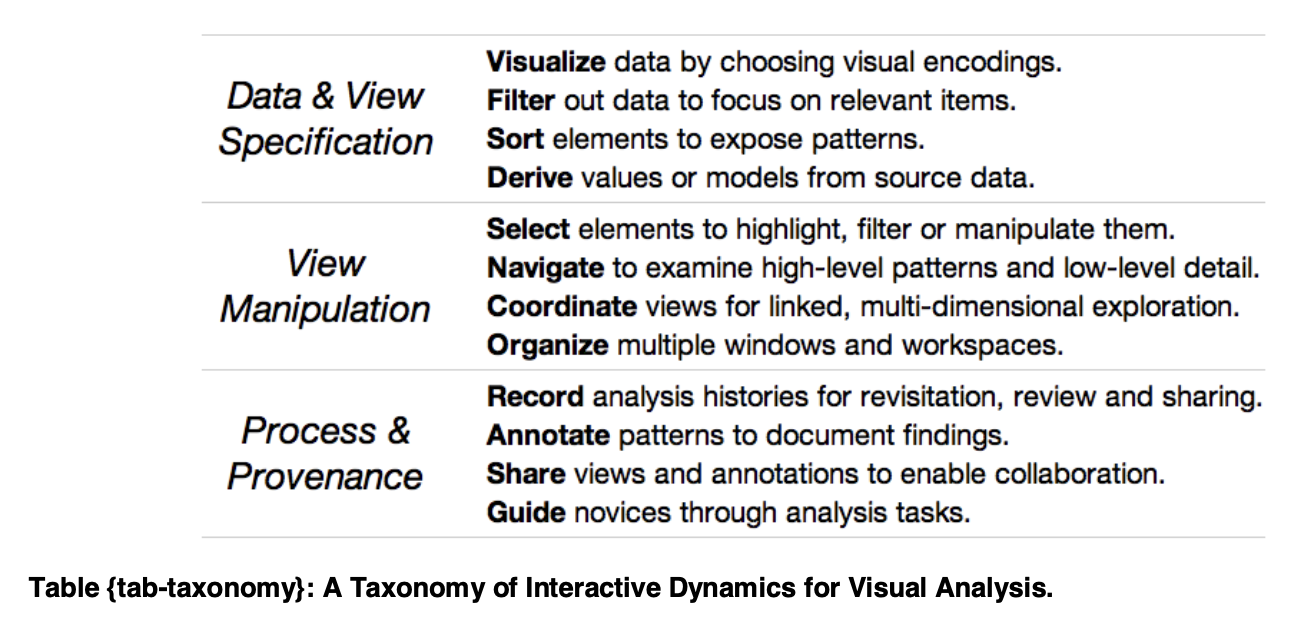 Data & View
Specification
Visualize data by choosing visual encodings.
Filter out data to focus on relevant items.
Sort elements to expose patterns.
Derive values or models from source data.
View
Manipulation
Select elements to highlight, filter or manipulate them.
Navigate to examine high-level patterns and low-level detail.
Coordinate views for linked, multi-dimensional exploration.
Organize multiple windows and workspaces.
Process &
Provenance
Record analysis histories for revisitation, review and sharing.
Annotate patterns to document findings.
Share views and annotations to enable collaboration.
Guide novices through analysis tasks.
Table {tab-taxonomy}: A Taxonomy of Interactive Dynamics for Visual Analysis.